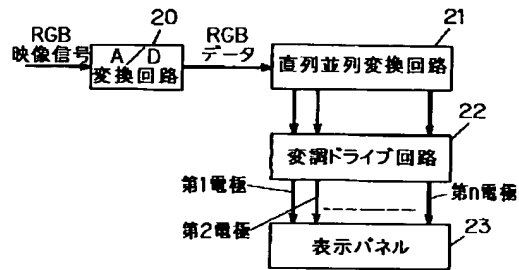 20
21
RGB
映像信号
A/D
変換回路
RGB
データ
直列並列変換回路
22
変調ドライブ回路
第1電極
第2電極
第n電極
23
表示パネル